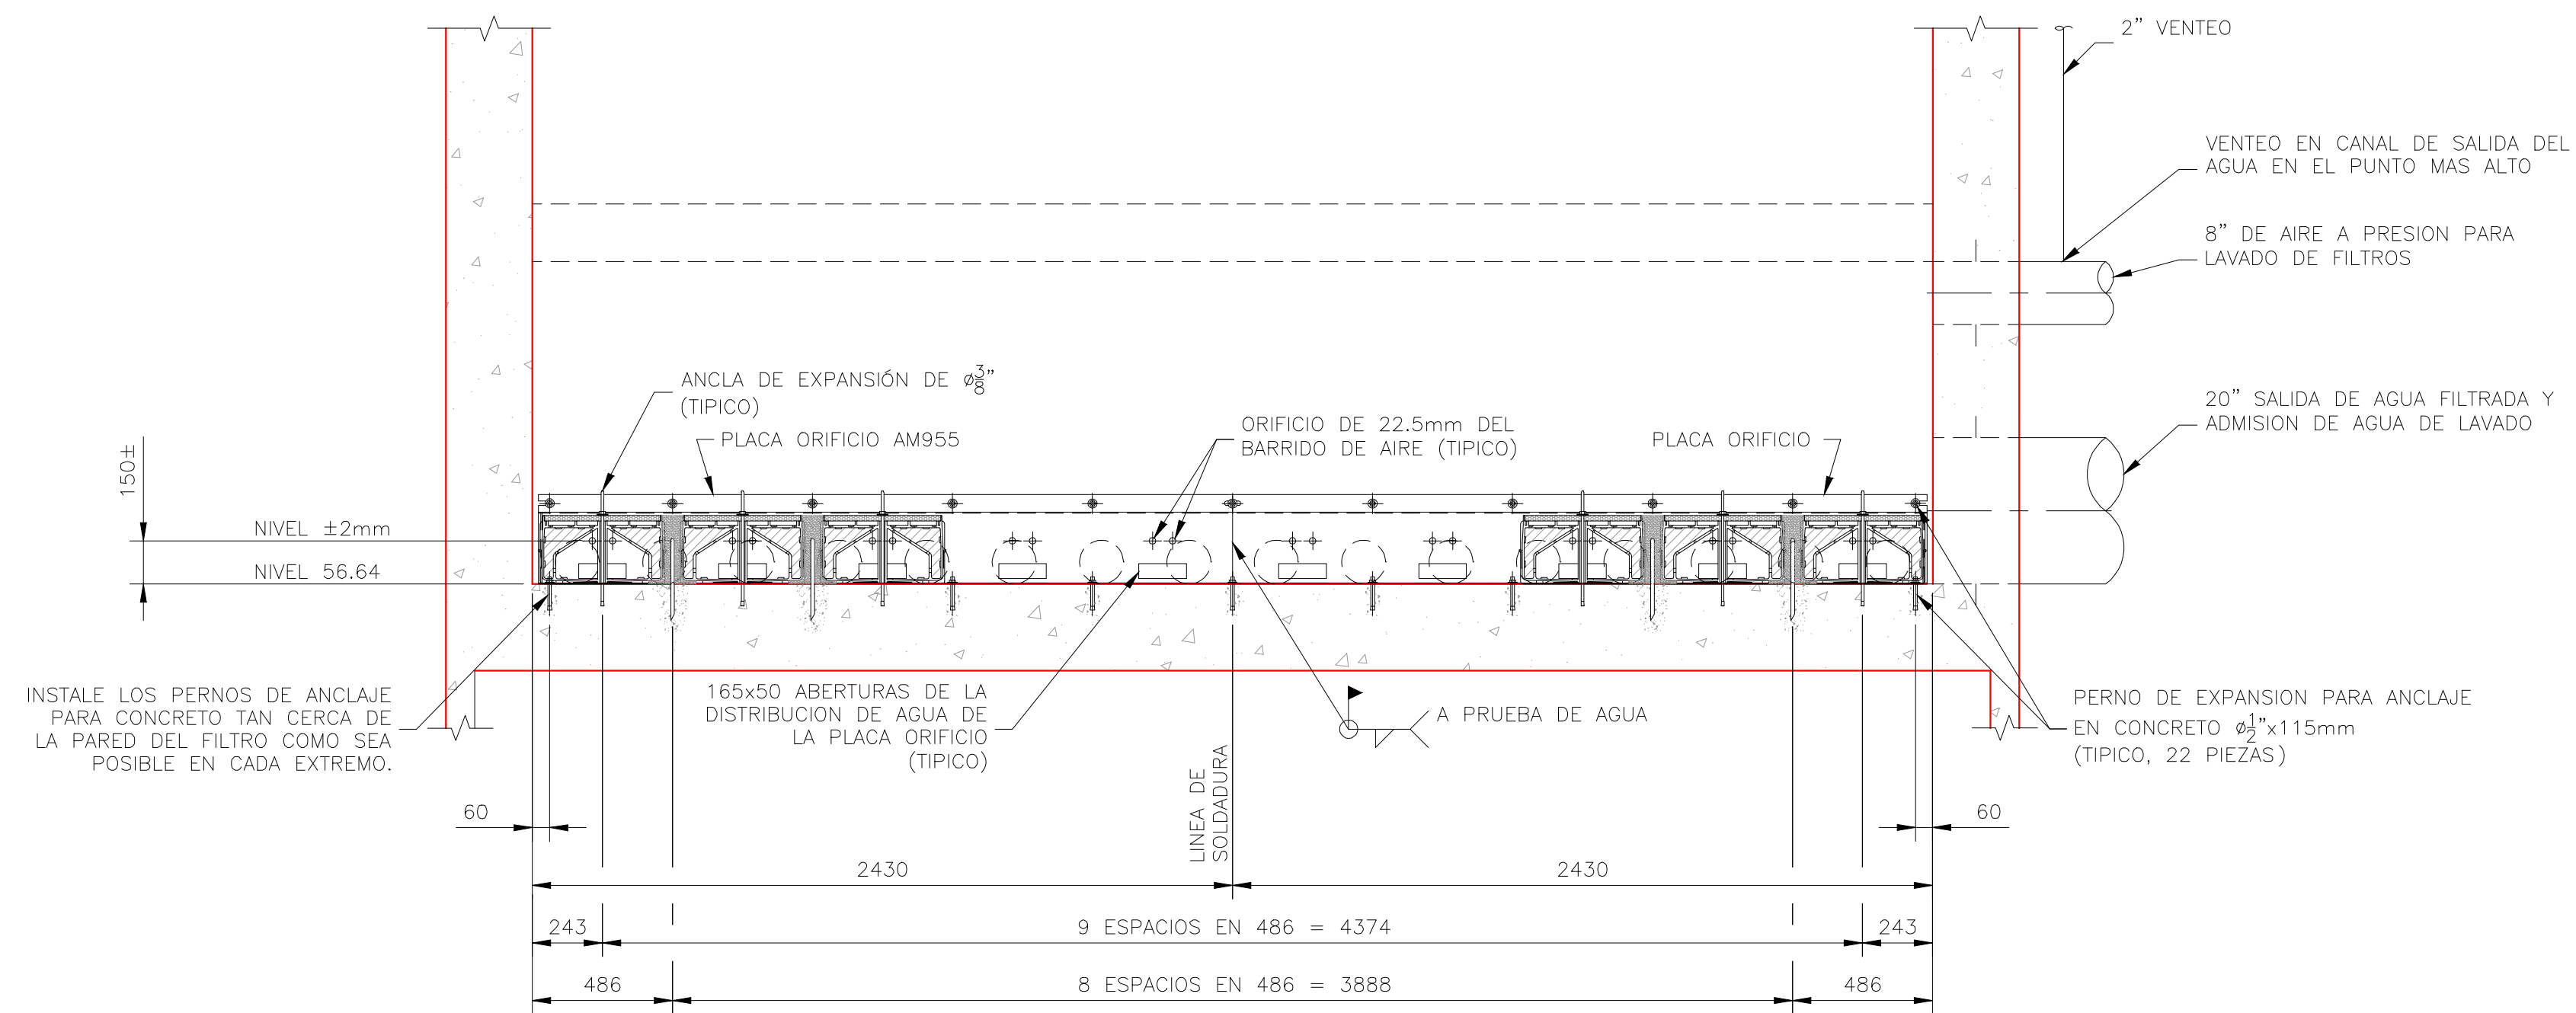 2” VENTEO
VENTEO EN CANAL DE SALIDA DEL
AGUA EN EL PUNTO MAS ALTO
8” DE AIRE A PRESION PARA
LAVADO DE FILTROS
ANCLA DE EXPANSIÓN DE ø3/8”
(TIPICO)
PLACA ORIFICIO AM955
ORIFICIO DE 22.5mm DEL
BARRIDO DE AIRE (TIPICO)
PLACA ORIFICIO
20” SALIDA DE AGUA FILTRADA Y
ADMISION DE AGUA DE LAVADO
150±
NIVEL ±2mm
NIVEL 56.64
INSTALE LOS PERNOS DE ANCLAJE
PARA CONCRETO TAN CERCA DE
LA PARED DEL FILTRO COMO SEA
POSIBLE EN CADA EXTREMO.
165x50 ABERTURAS DE LA
DISTRIBUCION DE AGUA DE
LA PLACA ORIFICIO
(TIPICO)
A PRUEBA DE AGUA
PERNO DE EXPANSION PARA ANCLAJE
EN CONCRETO ø1/2”x115mm
(TIPICO, 22 PIEZAS)
LINEA DE
SOLDADURA
60
60
2430
2430
243
9 ESPACIOS EN 486 = 4374
243
486
8 ESPACIOS EN 486 = 3888
486